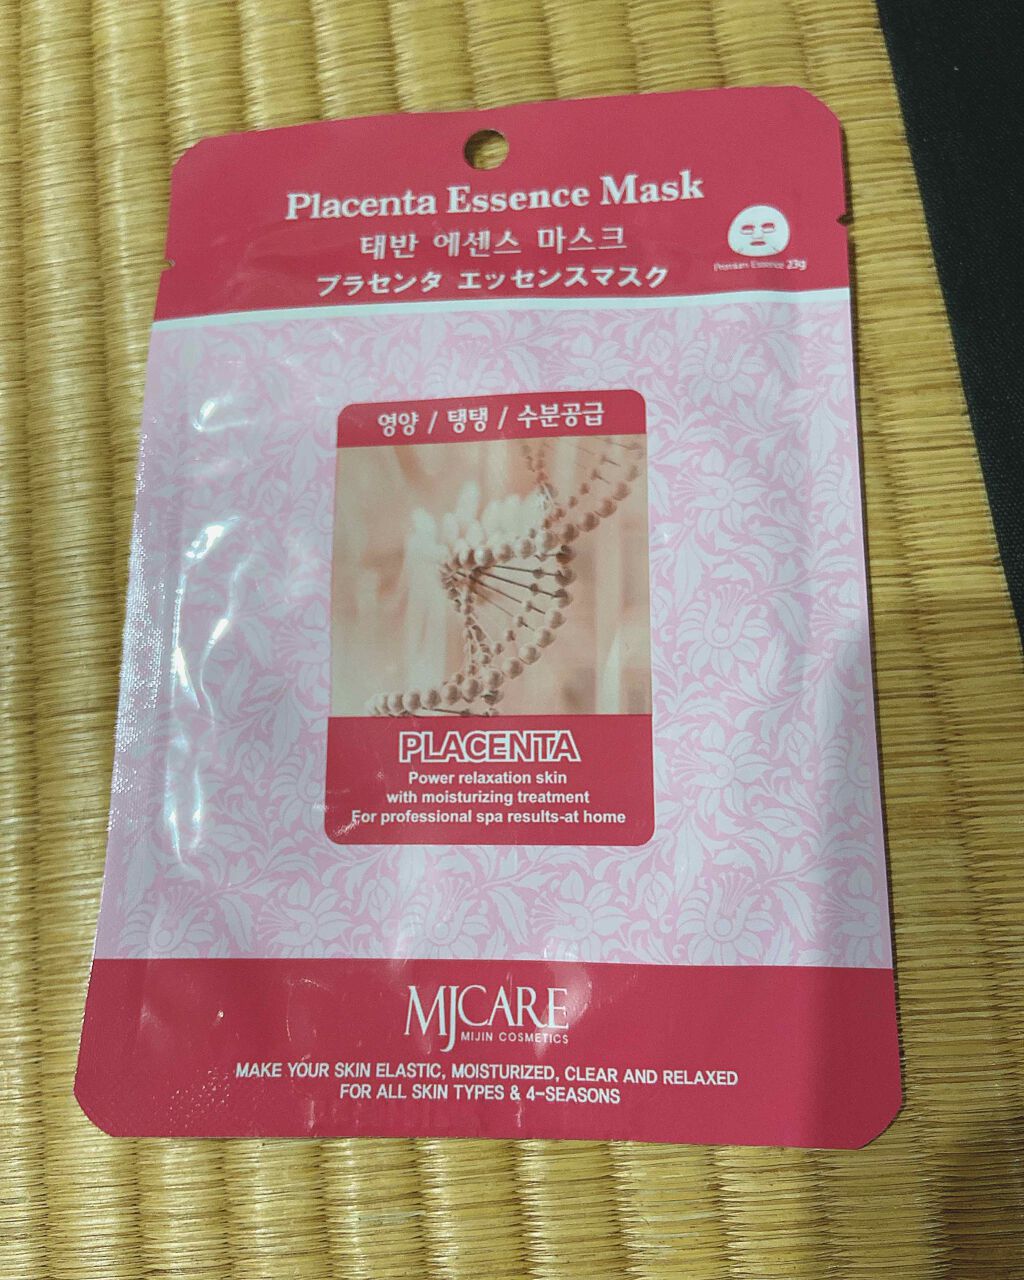 Placenta Essence Mask
태반 에센스 마스크
プラセンタ エッセンスマスク
Premium Essence 23g
영양 / 탱탱 / 수분공급
PLACENTA
Power relaxation skin
with moisturizing treatment
For professional spa results-at home
MJCARE
MIJIN COSMETICS
MAKE YOUR SKIN ELASTIC, MOISTURIZED, CLEAR AND RELAXED
FOR ALL SKIN TYPES & 4-SEASONS